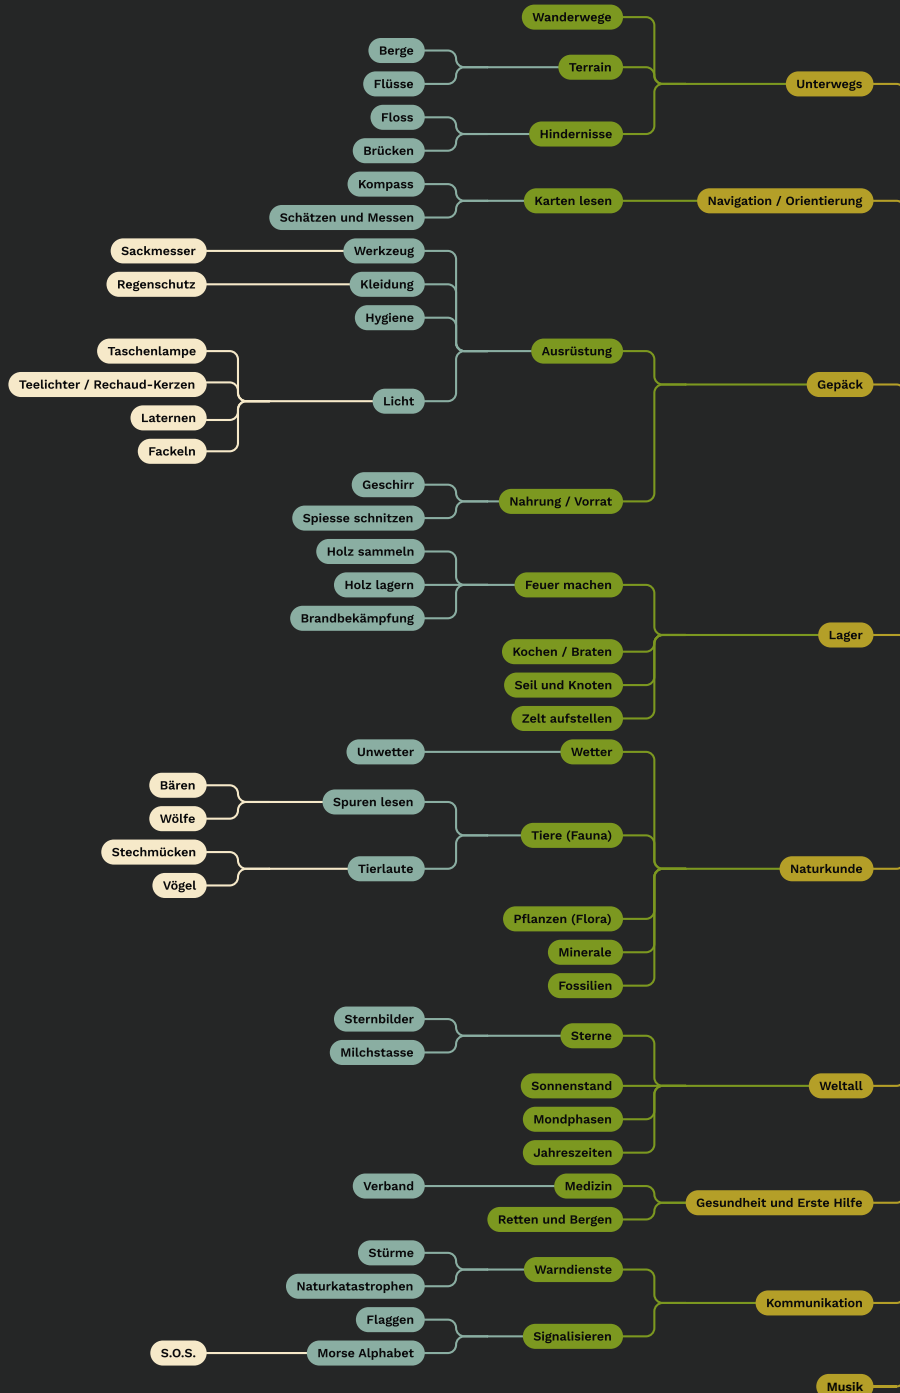 Wanderwege
Berge
Terrain
Flüsse
Unterwegs
Floss
Hindernisse
Brücken
Kompass
Karten lesen
Navigation / Orientierung
Schätzen und Messen
Sackmesser
Werkzeug
Regenschutz
Kleidung
Hygiene
Taschenlampe
Ausrüstung
Teelichter / Rechaud-Kerzen
Gepäck
Licht
Laternen
Fackeln
Geschirr
Nahrung / Vorrat
Spiesse schnitzen
Holz sammeln
Holz lagern
Feuer machen
Brandbekämpfung
Lager
Kochen / Braten
Seil und Knoten
Zelt aufstellen
Unwetter
Wetter
Bären
Spuren lesen
Wölfe
Tiere (Fauna)
Stechmücken
Tierlaute
Naturkunde
Vögel
Pflanzen (Flora)
Minerale
Fossilien
Sternbilder
Sterne
Milchstasse
Sonnenstand
Weltall
Mondphasen
Jahreszeiten
Verband
Medizin
Gesundheit und Erste Hilfe
Retten und Bergen
Stürme
Warndienste
Naturkatastrophen
Kommunikation
Flaggen
Signalisieren
S.O.S.
Morse Alphabet
Musik